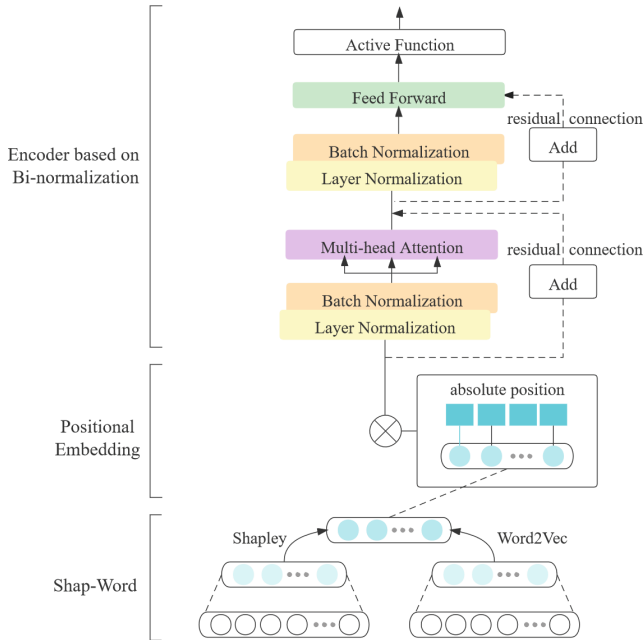 Active Function
Feed Forward
residual connection
Add
Batch Normalization
Layer Normalization
Encoder based on
Bi-normalization
Multi-head Attention
residual connection
Add
Batch Normalization
Layer Normalization
absolute position
Positional
Embedding
Shapley
Word2Vec
Shap-Word